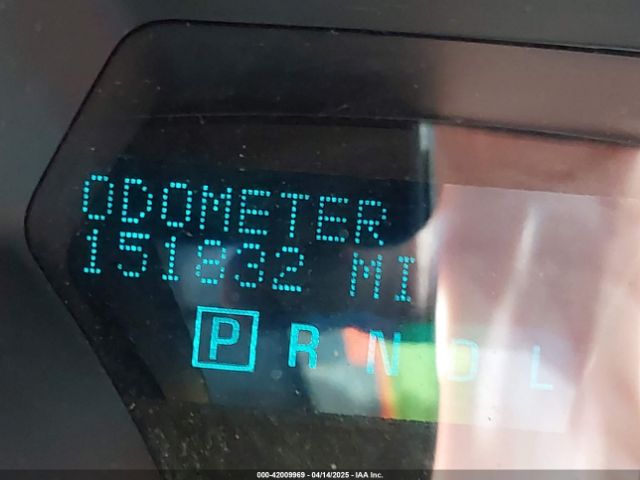 ODOMETER
151832 MI
P R N D L
000-42009969 - 04/14/2025 - IAA Inc.